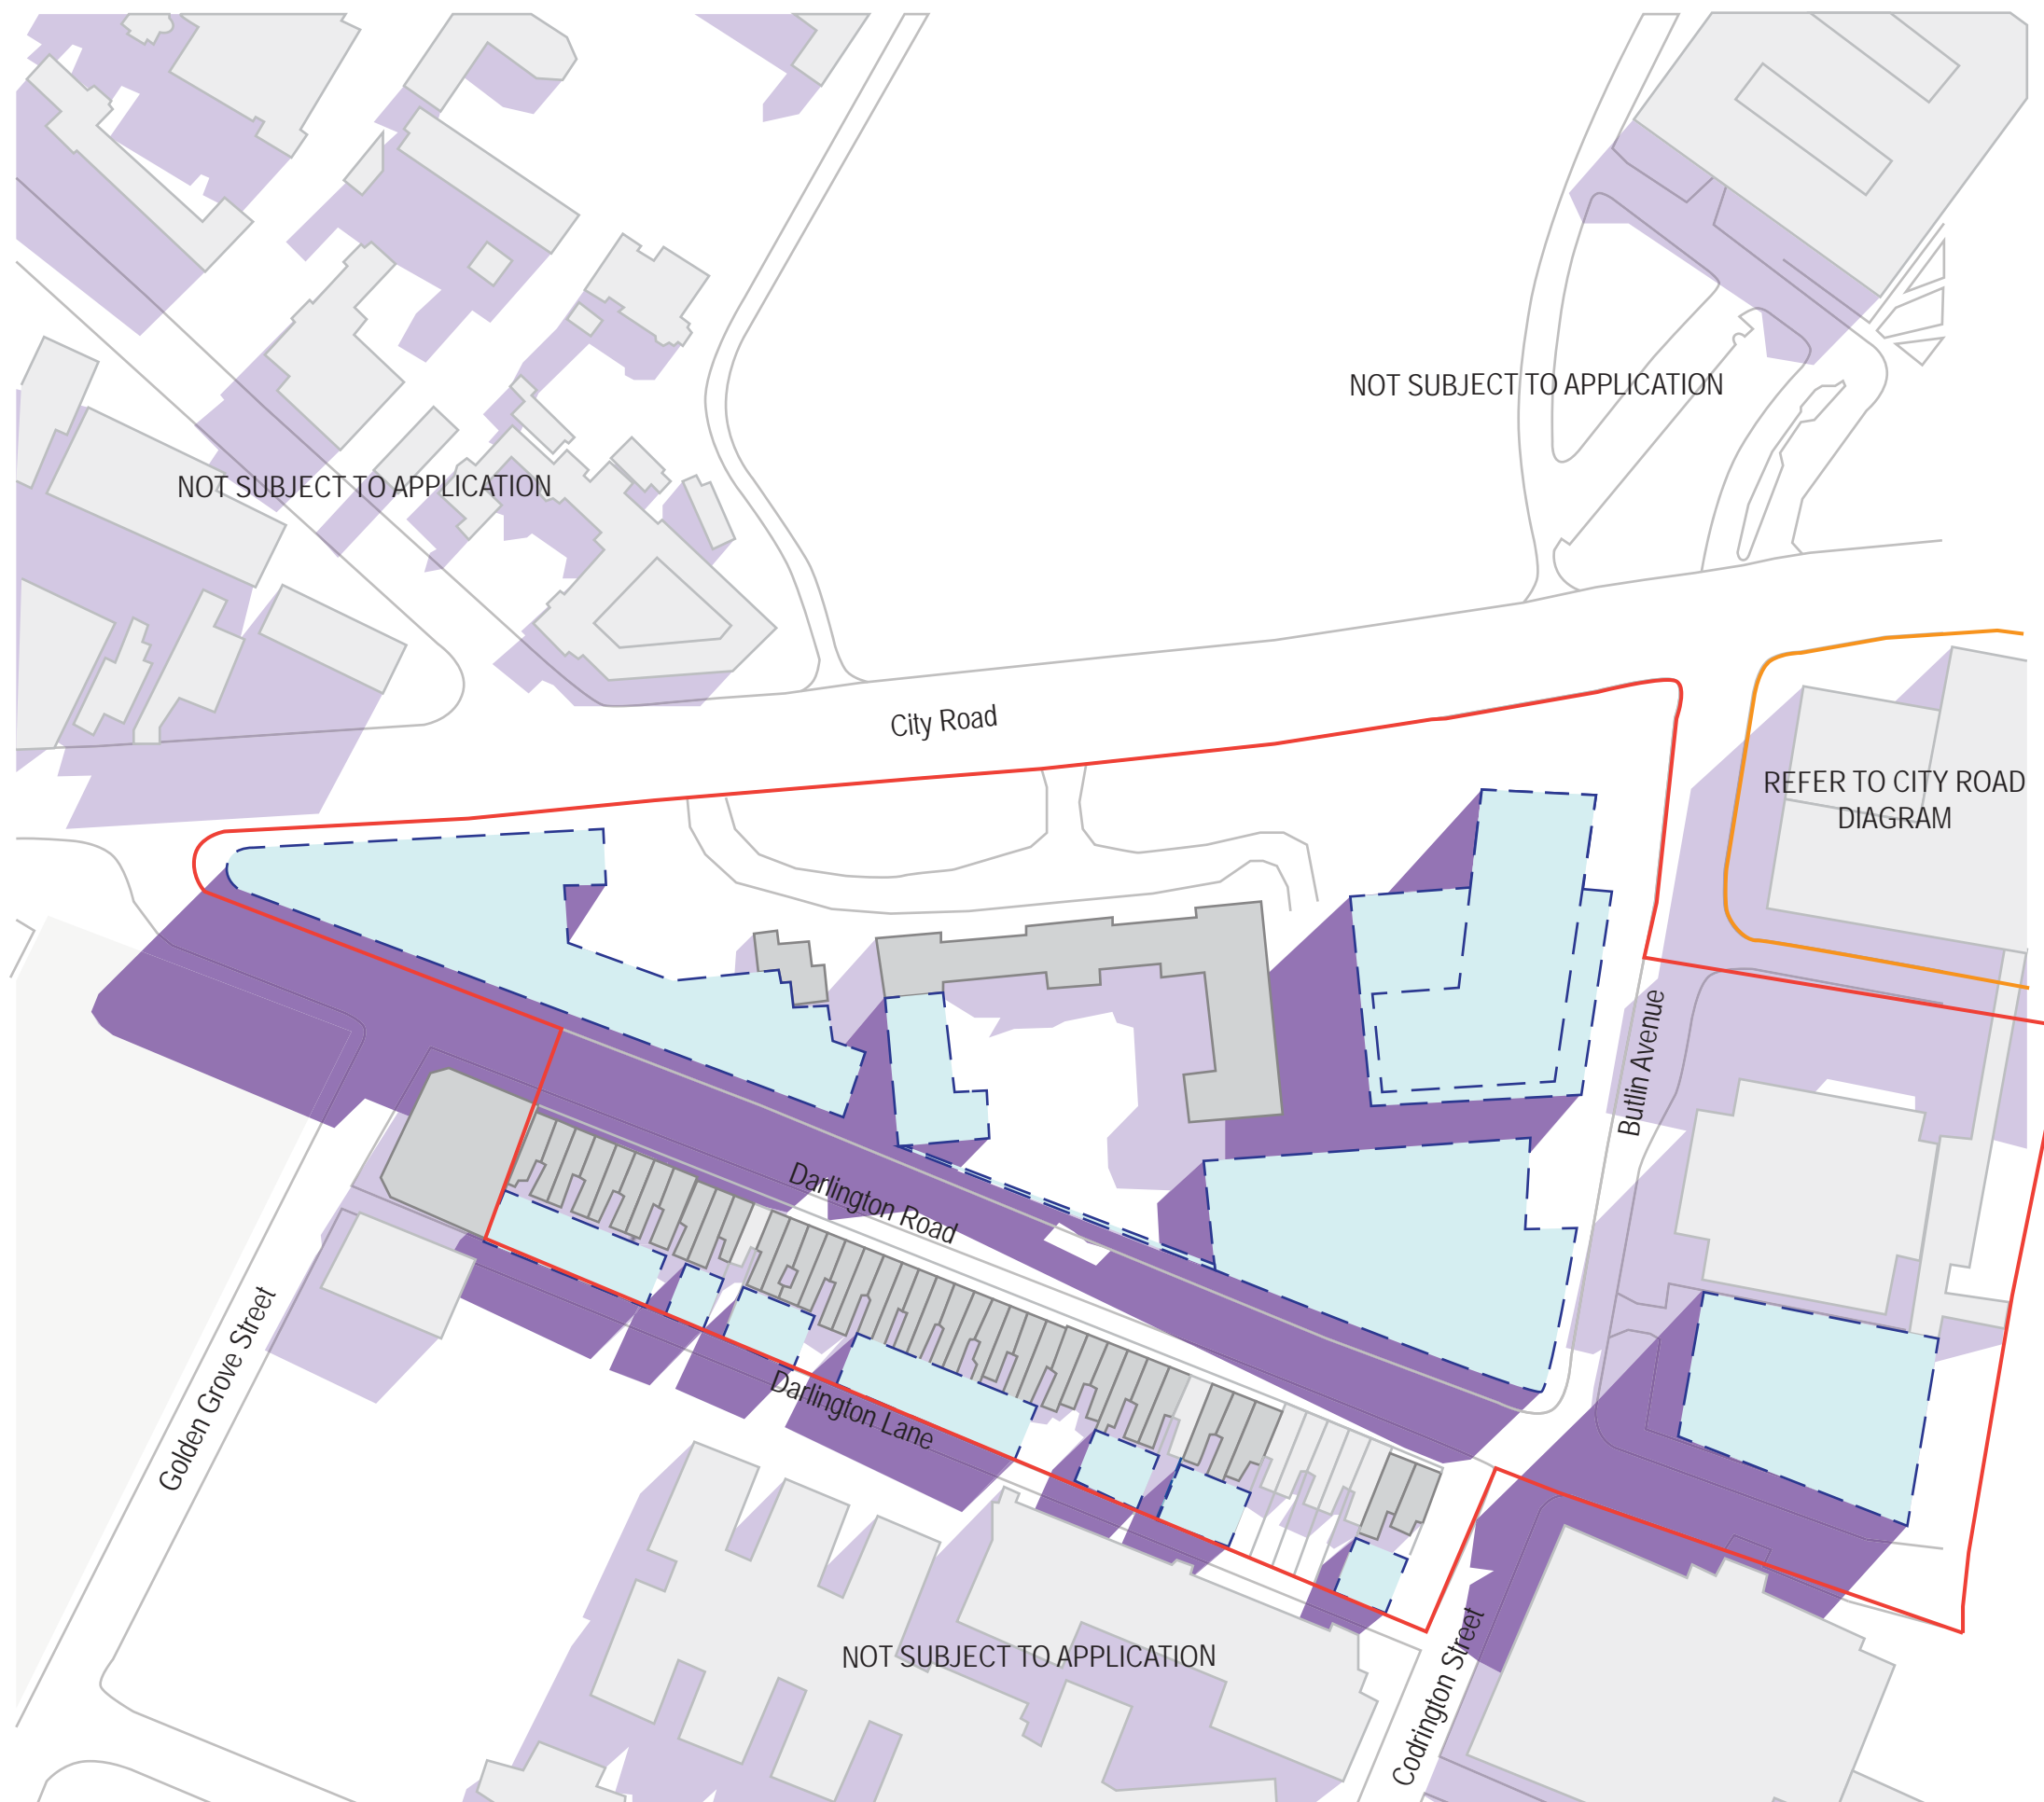 NOT SUBJECT TO APPLICATION
NOT SUBJECT TO APPLICATION
City Road
REFER TO CITY ROAD
DIAGRAM
Butlin Avenue
Darlington Road
Golden Grove Street
Darlington Lane
NOT SUBJECT TO APPLICATION
Codrington Street